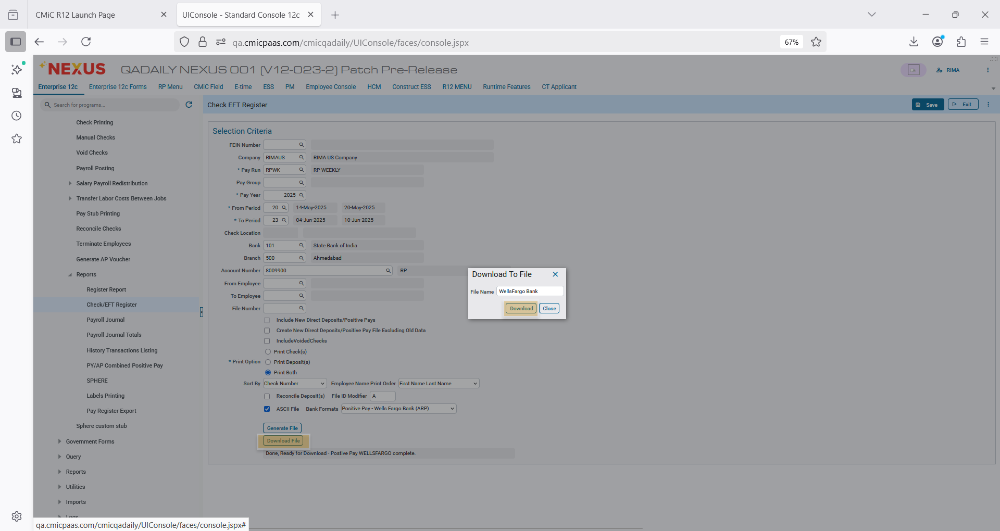 CMiC R12 Launch Page
UIConsole - Standard Console 12c
qa.cmicpaas.com/cmicqadaily/UIConsole/faces/console.jspx
67%
NEXUS
QADAILY NEXUS 001 (V12-023-2) Patch Pre-Release
RIMA
Enterprise 12c
Enterprise 12c Forms
RP Menu
CMiC Field
E-time
ESS
PM
Employee Console
HCM
Construct ESS
R12 MENU
Runtime Features
CT Applicant
Search for programs...
Check EFT Register
Save
Exit
Check Printing
Manual Checks
Void Checks
Payroll Posting
Salary Payroll Redistribution
Transfer Labor Costs Between Jobs
Pay Stub Printing
Reconcile Checks
Terminate Employees
Generate AP Voucher
Reports
Register Report
Check/EFT Register
Payroll Journal
Payroll Journal Totals
History Transactions Listing
PY/AP Combined Positive Pay
SPHERE
Labels Printing
Pay Register Export
Sphere custom stub
Government Forms
Query
Reports
Utilities
Imports
Logs
Selection Criteria
FEIN Number
Company RIMAUS RIMA US Company
* Pay Run RPWK RP WEEKLY
Pay Group
* Pay Year 2025
* From Period 20 14-May-2025 20-May-2025
* To Period 23 04-Jun-2025 10-Jun-2025
Check Location
Bank 101 State Bank of India
Branch 500 Ahmedabad
Account Number 8009900 RP
From Employee
To Employee
File Number
Include New Direct Deposits/Positive Pays
Create New Direct Deposits/Positive Pay File Excluding Old Data
IncludeVoidedChecks
Print Check(s)
* Print Option Print Deposit(s)
Print Both
Sort By Check Number Employee Name Print Order First Name Last Name
Reconcile Deposit(s) File ID Modifier A
ASCII File Bank Formats Positive Pay - Wells Fargo Bank (ARP)
Generate File
Download File
Done, Ready for Download - Postive Pay WELLSFARGO complete.
Download To File
File Name WellsFargo Bank
Download Close
qa.cmicpaas.com/cmicqadaily/UIConsole/faces/console.jspx#